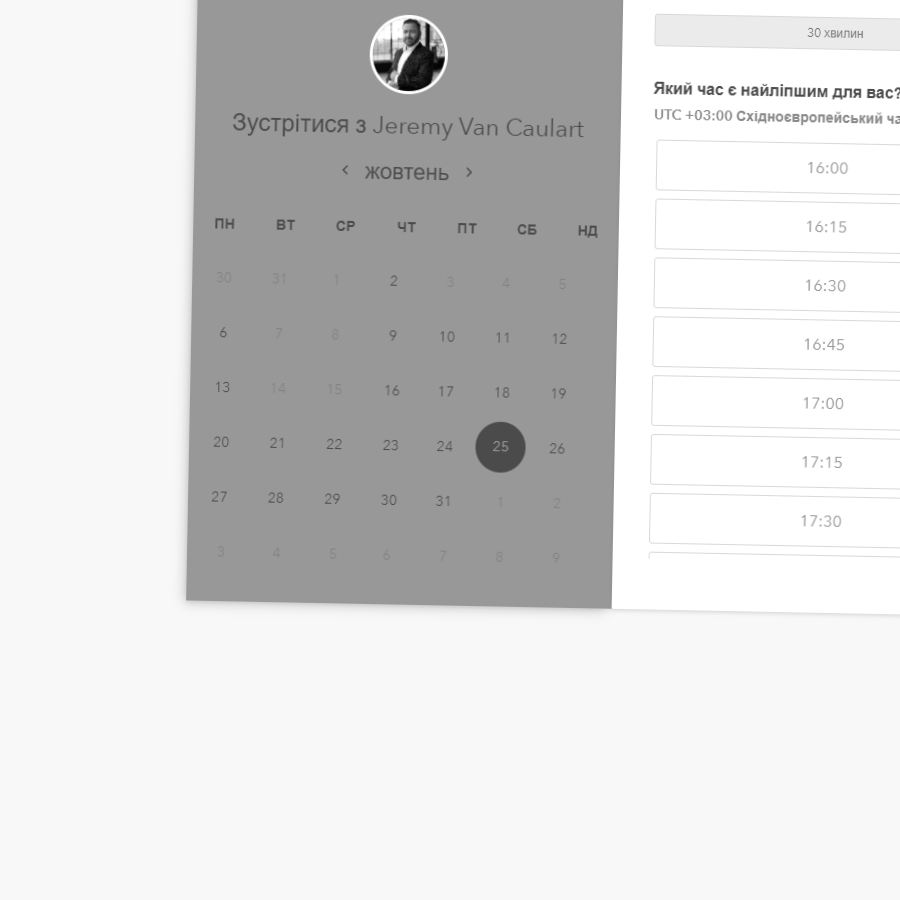 Зустрітися з Jeremy Van Caulart
‹ жовтень ›
ПН ВТ СР ЧТ ПТ СБ НД
30 31 1 2 3 4 5
6 7 8 9 10 11 12
13 14 15 16 17 18 19
20 21 22 23 24 25 26
27 28 29 30 31 1 2
3 4 5 6 7 8 9
30 хвилин
Який час є найліпшим для вас?
UTC +03:00 Східноєвропейський
16:00
16:15
16:30
16:45
17:00
17:15
17:30